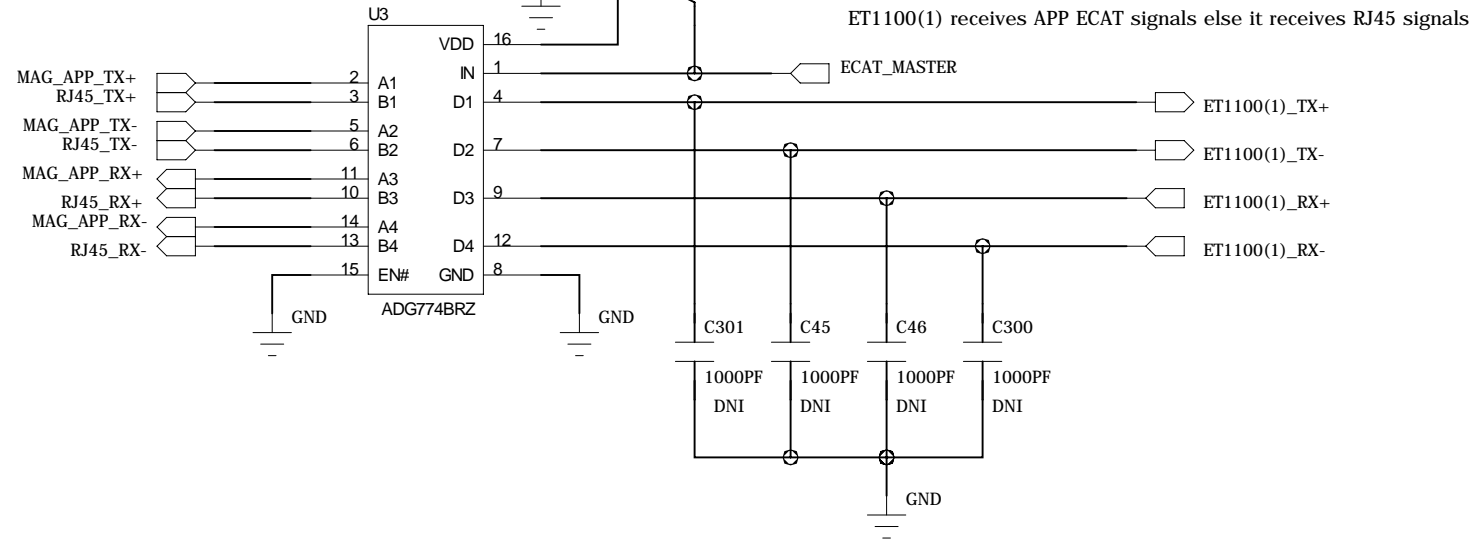 ET1100(1) receives APP ECAT signals else it receives RJ45 signals
U3
VDD 16
MAG_APP_TX+ 2 A1 IN 1 ECAT_MASTER
RJ45_TX+ 3 B1 D1 4 ET1100(1)_TX+
MAG_APP_TX- 5 A2
RJ45_TX- 6 B2 D2 7 ET1100(1)_TX-
MAG_APP_RX+ 11 A3
RJ45_RX+ 10 B3 D3 9 ET1100(1)_RX+
MAG_APP_RX- 14 A4
RJ45_RX- 13 B4 D4 12 ET1100(1)_RX-
15 EN# GND 8
ADG774BRZ
GND GND
C301 C45 C46 C300
1000PF 1000PF 1000PF 1000PF
DNI DNI DNI DNI
GND